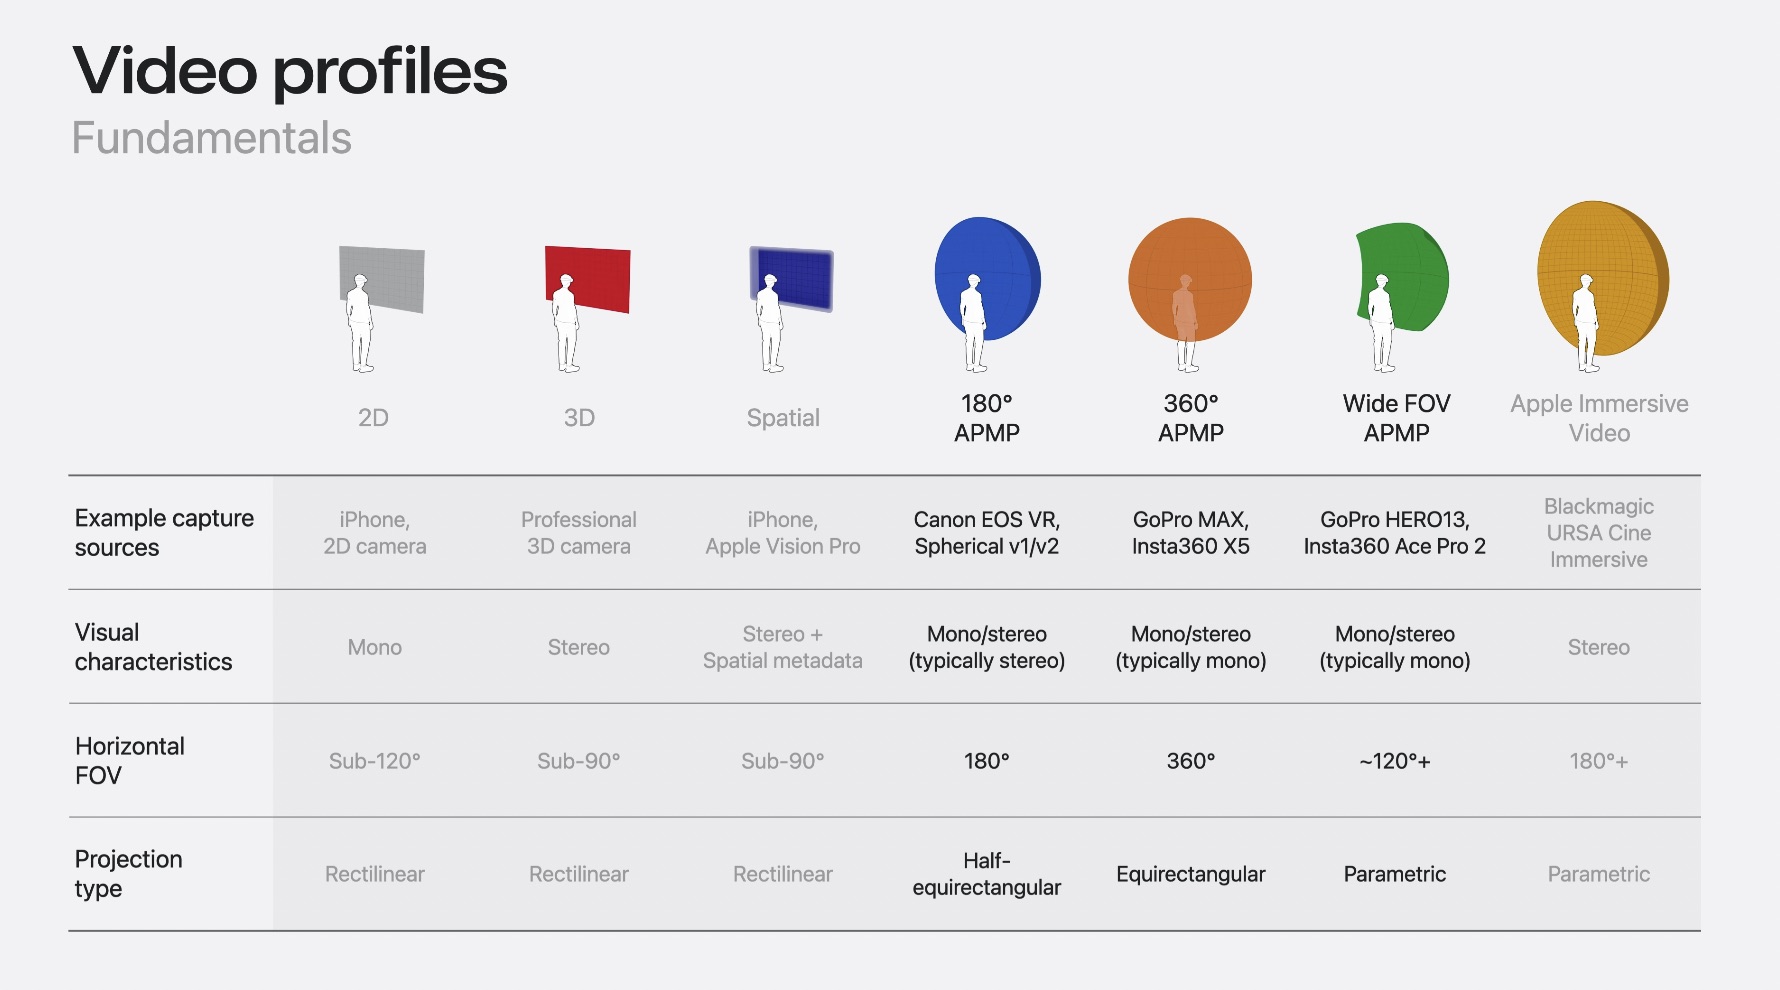 Video profiles
Fundamentals
2D
3D
Spatial
180°
APMP
360°
APMP
Wide FOV
APMP
Apple Immersive
Video
Example capture
sources
iPhone,
2D camera
Professional
3D camera
iPhone,
Apple Vision Pro
Canon EOS VR,
Spherical v1/v2
GoPro MAX,
Insta360 X5
GoPro HERO13,
Insta360 Ace Pro 2
Blackmagic
URSA Cine
Immersive
Visual
characteristics
Mono
Stereo
Stereo +
Spatial metadata
Mono/stereo
(typically stereo)
Mono/stereo
(typically mono)
Mono/stereo
(typically mono)
Stereo
Horizontal
FOV
Sub-120°
Sub-90°
Sub-90°
180°
360°
~120°+
180°+
Projection
type
Rectilinear
Rectilinear
Rectilinear
Half-
equirectangular
Equirectangular
Parametric
Parametric